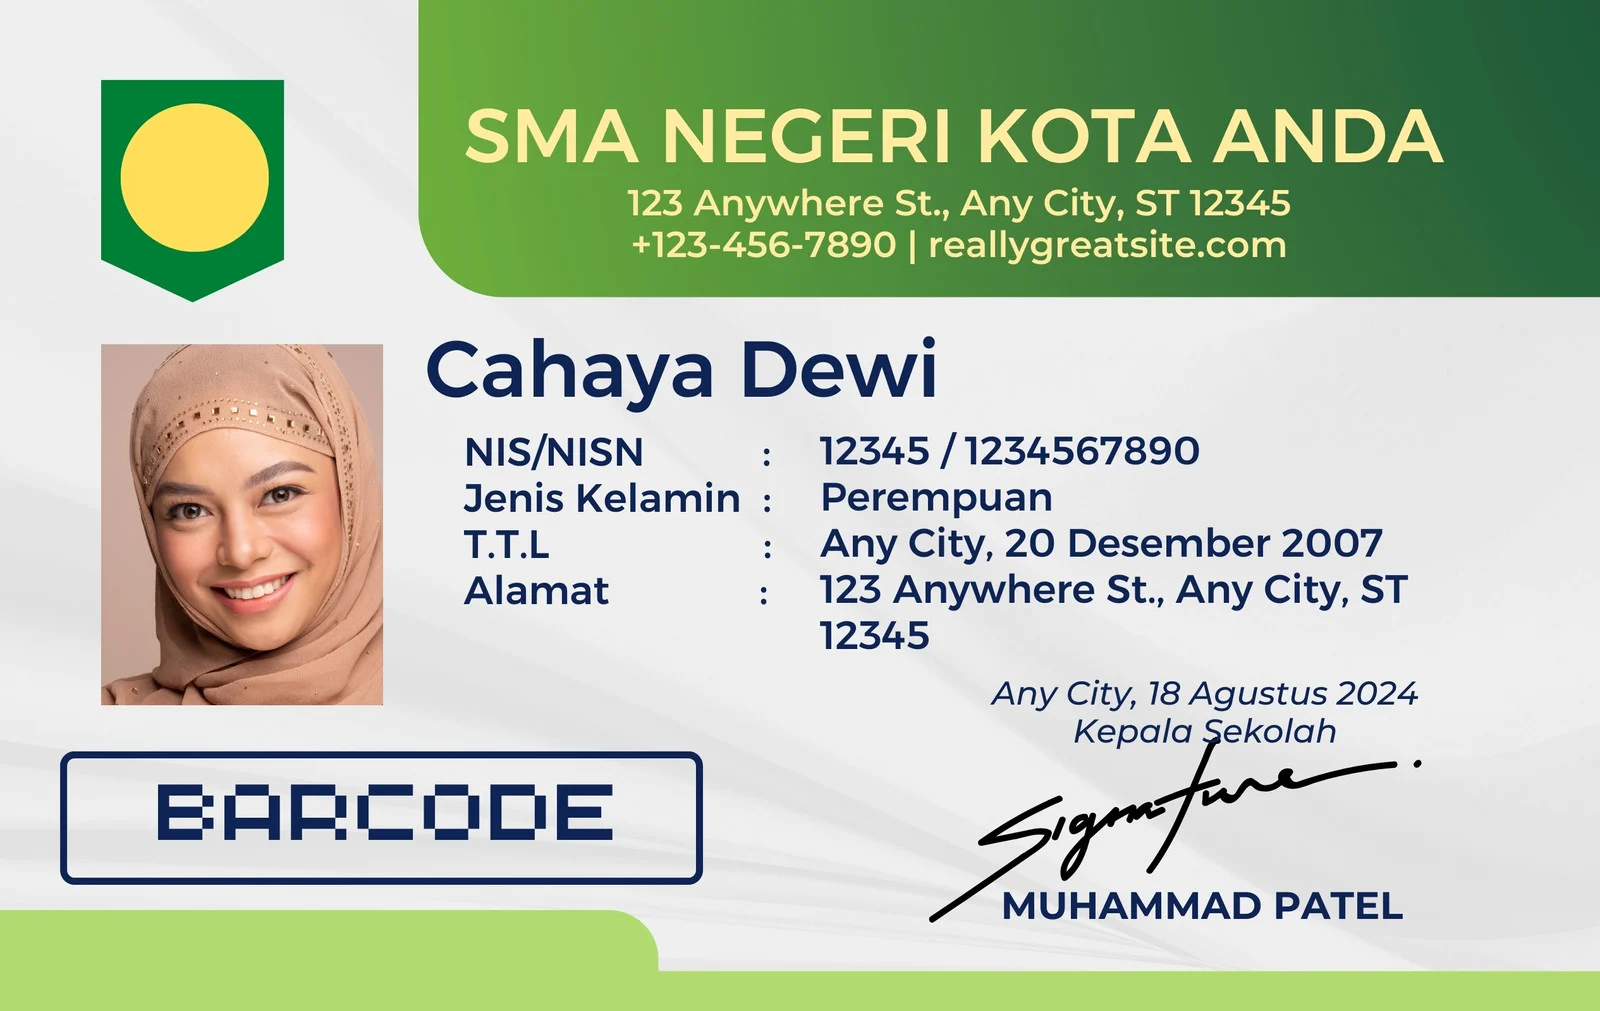 SMA NEGERI KOTA ANDA
123 Anywhere St., Any City, ST 12345
+123-456-7890 | reallygreatsite.com
Cahaya Dewi
NIS/NISN : 12345 / 1234567890
Jenis Kelamin : Perempuan
T.T.L : Any City, 20 Desember 2007
Alamat : 123 Anywhere St., Any City, ST
12345
Any City, 18 Agustus 2024
Kepala Sekolah
Signature
MUHAMMAD PATEL
BARCODE